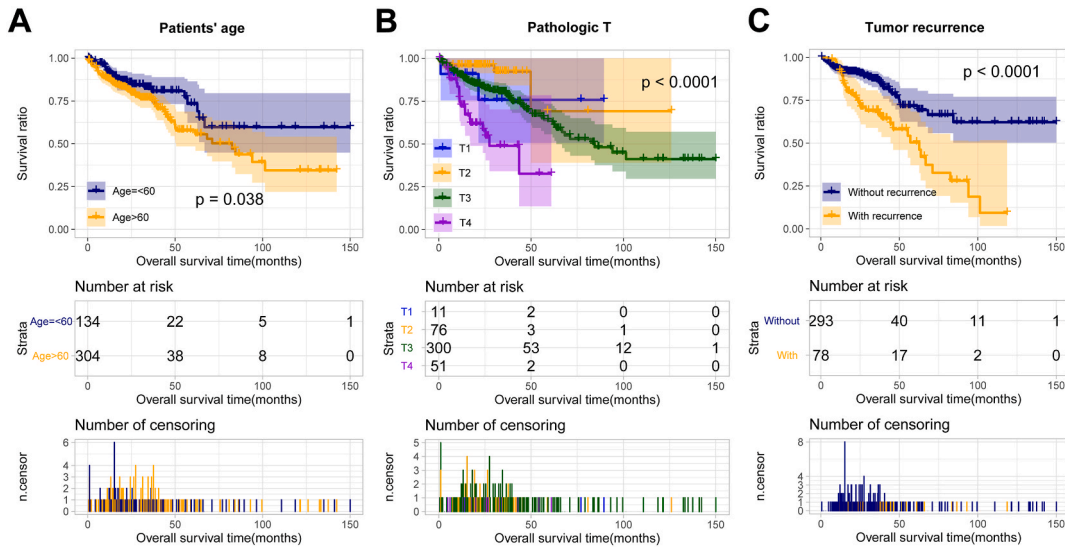 A
Patients' age
Survival ratio
1.00
0.75
0.50
0.25
0.00
Age=<60
Age>60
p = 0.038
0 50 100 150
Overall survival time(months)
Number at risk
Strata
Age=<60 134 22 5 1
Age>60 304 38 8 0
0 50 100 150
Overall survival time(months)
Number of censoring
n.censor
6
4
3
2
1
0
0 50 100 150
Overall survival time(months)
B
Pathologic T
Survival ratio
1.00
0.75
0.50
0.25
0.00
p < 0.0001
T1
T2
T3
T4
0 50 100 150
Overall survival time(months)
Number at risk
Strata
T1 11 2 0 0
T2 76 3 1 0
T3 300 53 12 1
T4 51 2 0 0
0 50 100 150
Overall survival time(months)
Number of censoring
n.censor
5
4
3
2
1
0
0 50 100 150
Overall survival time(months)
C
Tumor recurrence
Survival ratio
1.00
0.75
0.50
0.25
0.00
p < 0.0001
Without recurrence
With recurrence
0 50 100 150
Overall survival time(months)
Number at risk
Strata
Without 293 40 11 1
With 78 17 2 0
0 50 100 150
Overall survival time(months)
Number of censoring
n.censor
8
4
3
2
1
0
0 50 100 150
Overall survival time(months)